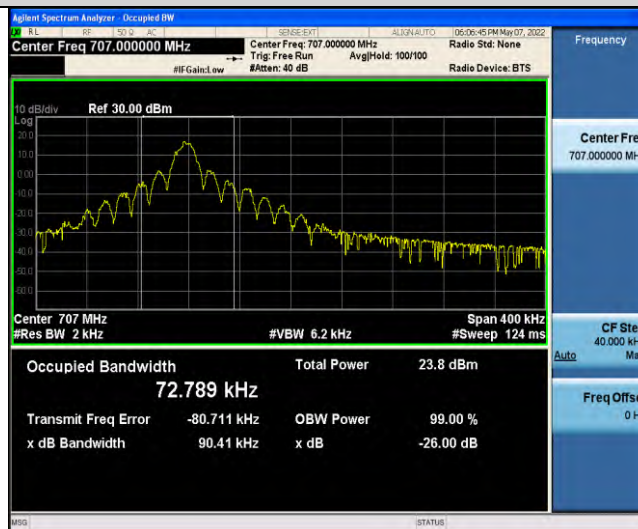 Agilent Spectrum Analyzer - Occupied BW
RL RF 50 Ω AC SENSE:EXT ALIGN AUTO 06:06:45 PM May 07, 2022
Center Freq 707.000000 MHz
Center Freq: 707.000000 MHz
Radio Std: None
Trig: Free Run Avg|Hold: 100/100
#IFGain:Low #Atten: 40 dB Radio Device: BTS
10 dB/div Ref 30.00 dBm
Log
20.0
10.0
0.00
-10.0
-20.0
-30.0
-40.0
-50.0
-60.0
Center 707 MHz Span 400 kHz
#Res BW 2 kHz #VBW 6.2 kHz #Sweep 124 ms
Occupied Bandwidth Total Power 23.8 dBm
72.789 kHz
Transmit Freq Error -80.711 kHz OBW Power 99.00 %
x dB Bandwidth 90.41 kHz x dB -26.00 dB
MSG STATUS
Frequency
Center Fre
707.000000 MH
CF Ste
40.000 kH
Auto Ma
Freq Offse
0 H